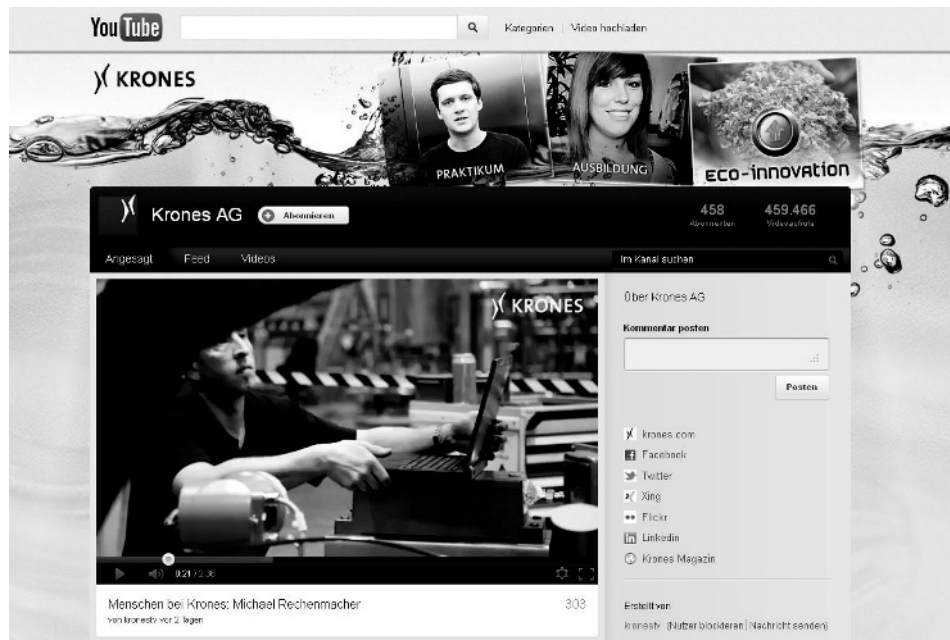 YouTube
Kategorien | Video hochladen
KRONES
PRAKTIKUM
AUSBILDUNG
ECO-innovation
Krones AG
Abonnieren
458
Abonnenten
459.466
Videoaufrufe
Angesagt Feed Videos
Im Kanal suchen
KRONES
0:21 / 2:38
Menschen bei Krones: Michael Rechenmacher
303
von kronestv vor 2 Tagen
Über Krones AG
Kommentar posten
Posten
krones.com
Facebook
Twitter
Xing
Flickr
Linkedin
Krones Magazin
Erstellt von
kronestv (Nutzer blockieren | Nachricht senden)